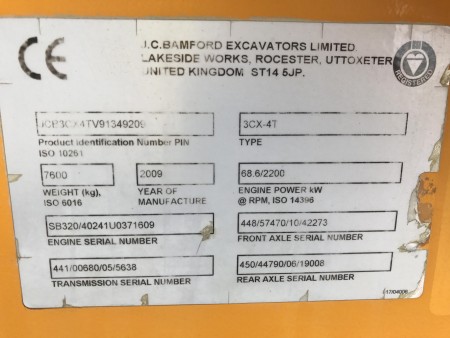 CE
J.C.BAMFORD EXCAVATORS LIMITED
LAKESIDE WORKS, ROCESTER, UTTOXETER
UNITED KINGDOM ST14 5JP.
REGISTERED
JCB3CX4TV91349209
3CX-4T
Product Identification Number PIN
ISO 10261
TYPE
7600
2009
68.6/2200
WEIGHT (kg),
ISO 6016
YEAR OF
MANUFACTURE
ENGINE POWER kW
@ RPM, ISO 14396
SB320/40241U0371609
448/57470/10/42273
ENGINE SERIAL NUMBER
FRONT AXLE SERIAL NUMBER
441/00680/05/5638
450/44790/06/19008
TRANSMISSION SERIAL NUMBER
REAR AXLE SERIAL NUMBER